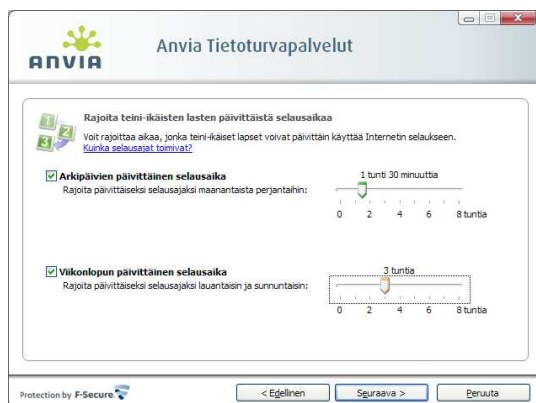 ANVIA
Anvia Tietoturvapalvelut
1 2 3
Rajoita teini-ikäisten lasten päivittäistä selausaikaa
Voit rajoittaa aikaa, jonka teini-ikäiset lapset voivat päivittäin käyttää Internetin selaukseen.
Kuinka selausajat toimivat?
Arkipäivien päivittäinen selausaika
1 tunti 30 minuuttia
Rajoita päivittäiseksi selausajaksi maanantaista perjantaihin:
0 2 4 6 8 tuntia
Viikonlopun päivittäinen selausaika
3 tuntia
Rajoita päivittäiseksi selausajaksi lauantaisin ja sunnuntaisin:
0 2 4 6 8 tuntia
Protection by F-Secure
< Edellinen
Seuraava >
Peruuta